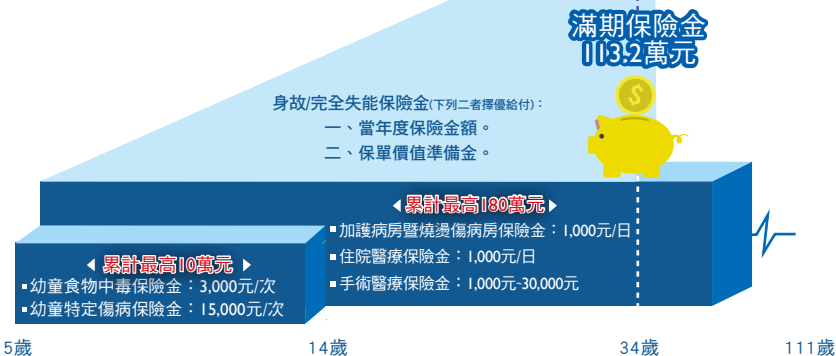 滿期保險金
113.2萬元
身故/完全失能保險金(下列二者擇優給付)：
一、當年度保險金額。
二、保單價值準備金。
累計最高180萬元
▪加護病房暨燒燙傷病房保險金：1,000元/日
▪住院醫療保險金：1,000元/日
▪手術醫療保險金：1,000元~30,000元
累計最高10萬元
▪幼童食物中毒保險金：3,000元/次
▪幼童特定傷病保險金：15,000元/次
5歲
14歲
34歲
111歲